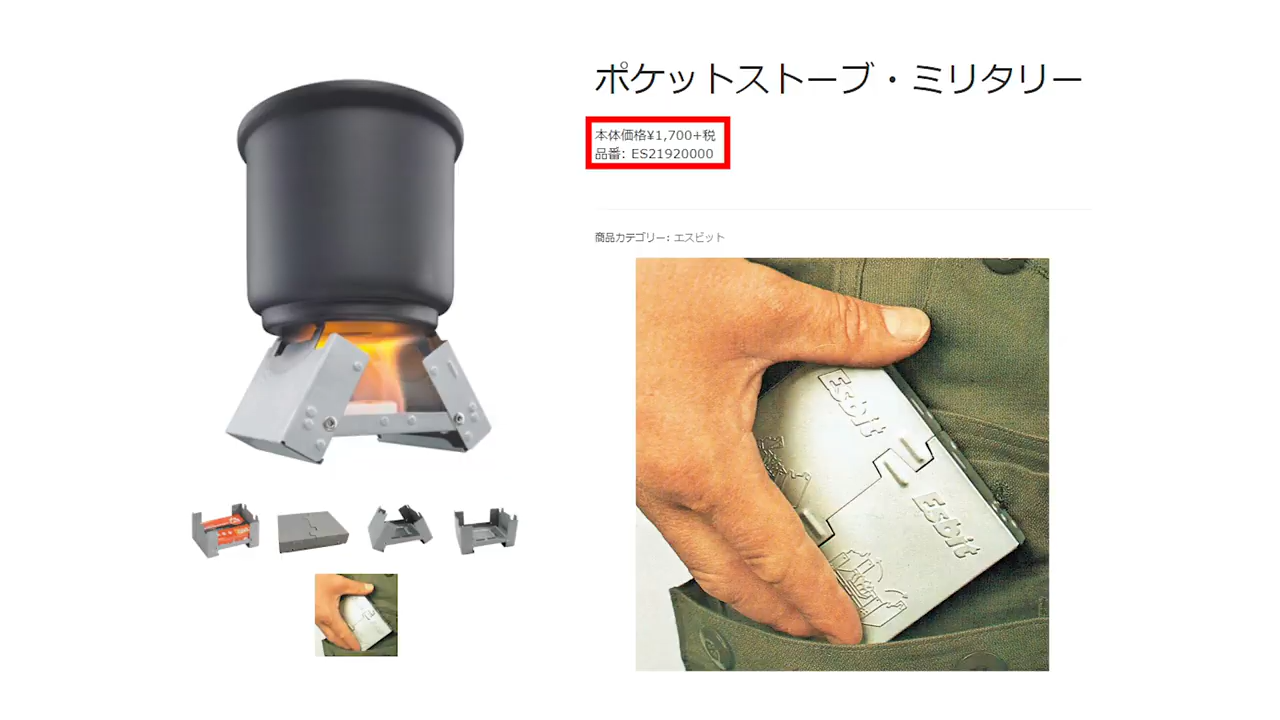 ポケットストーブ・ミリタリー
本体価格¥1,700+税
品番: ES21920000
商品カテゴリー: エスビット
Esbit
Esbit